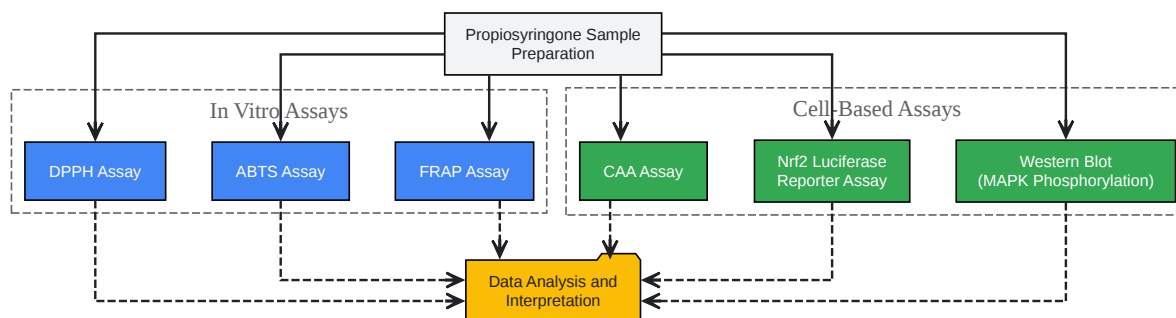 Propiosyringone Sample
Preparation
In Vitro Assays
Cell-Based Assays
DPPH Assay
ABTS Assay
FRAP Assay
CAA Assay
Nrf2 Luciferase
Reporter Assay
Western Blot
(MAPK Phosphorylation)
Data Analysis and
Interpretation